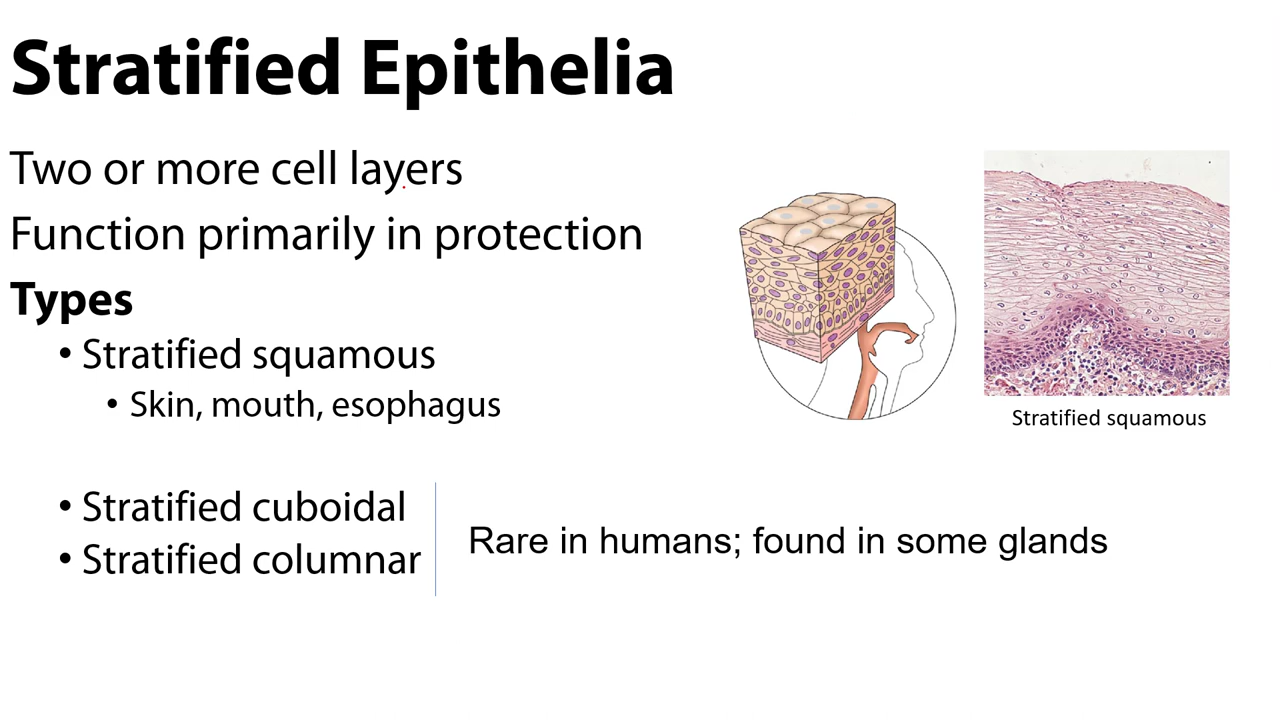 Stratified Epithelia
Two or more cell layers
Function primarily in protection
Types
• Stratified squamous
• Skin, mouth, esophagus
Stratified squamous
• Stratified cuboidal
• Stratified columnar
Rare in humans; found in some glands